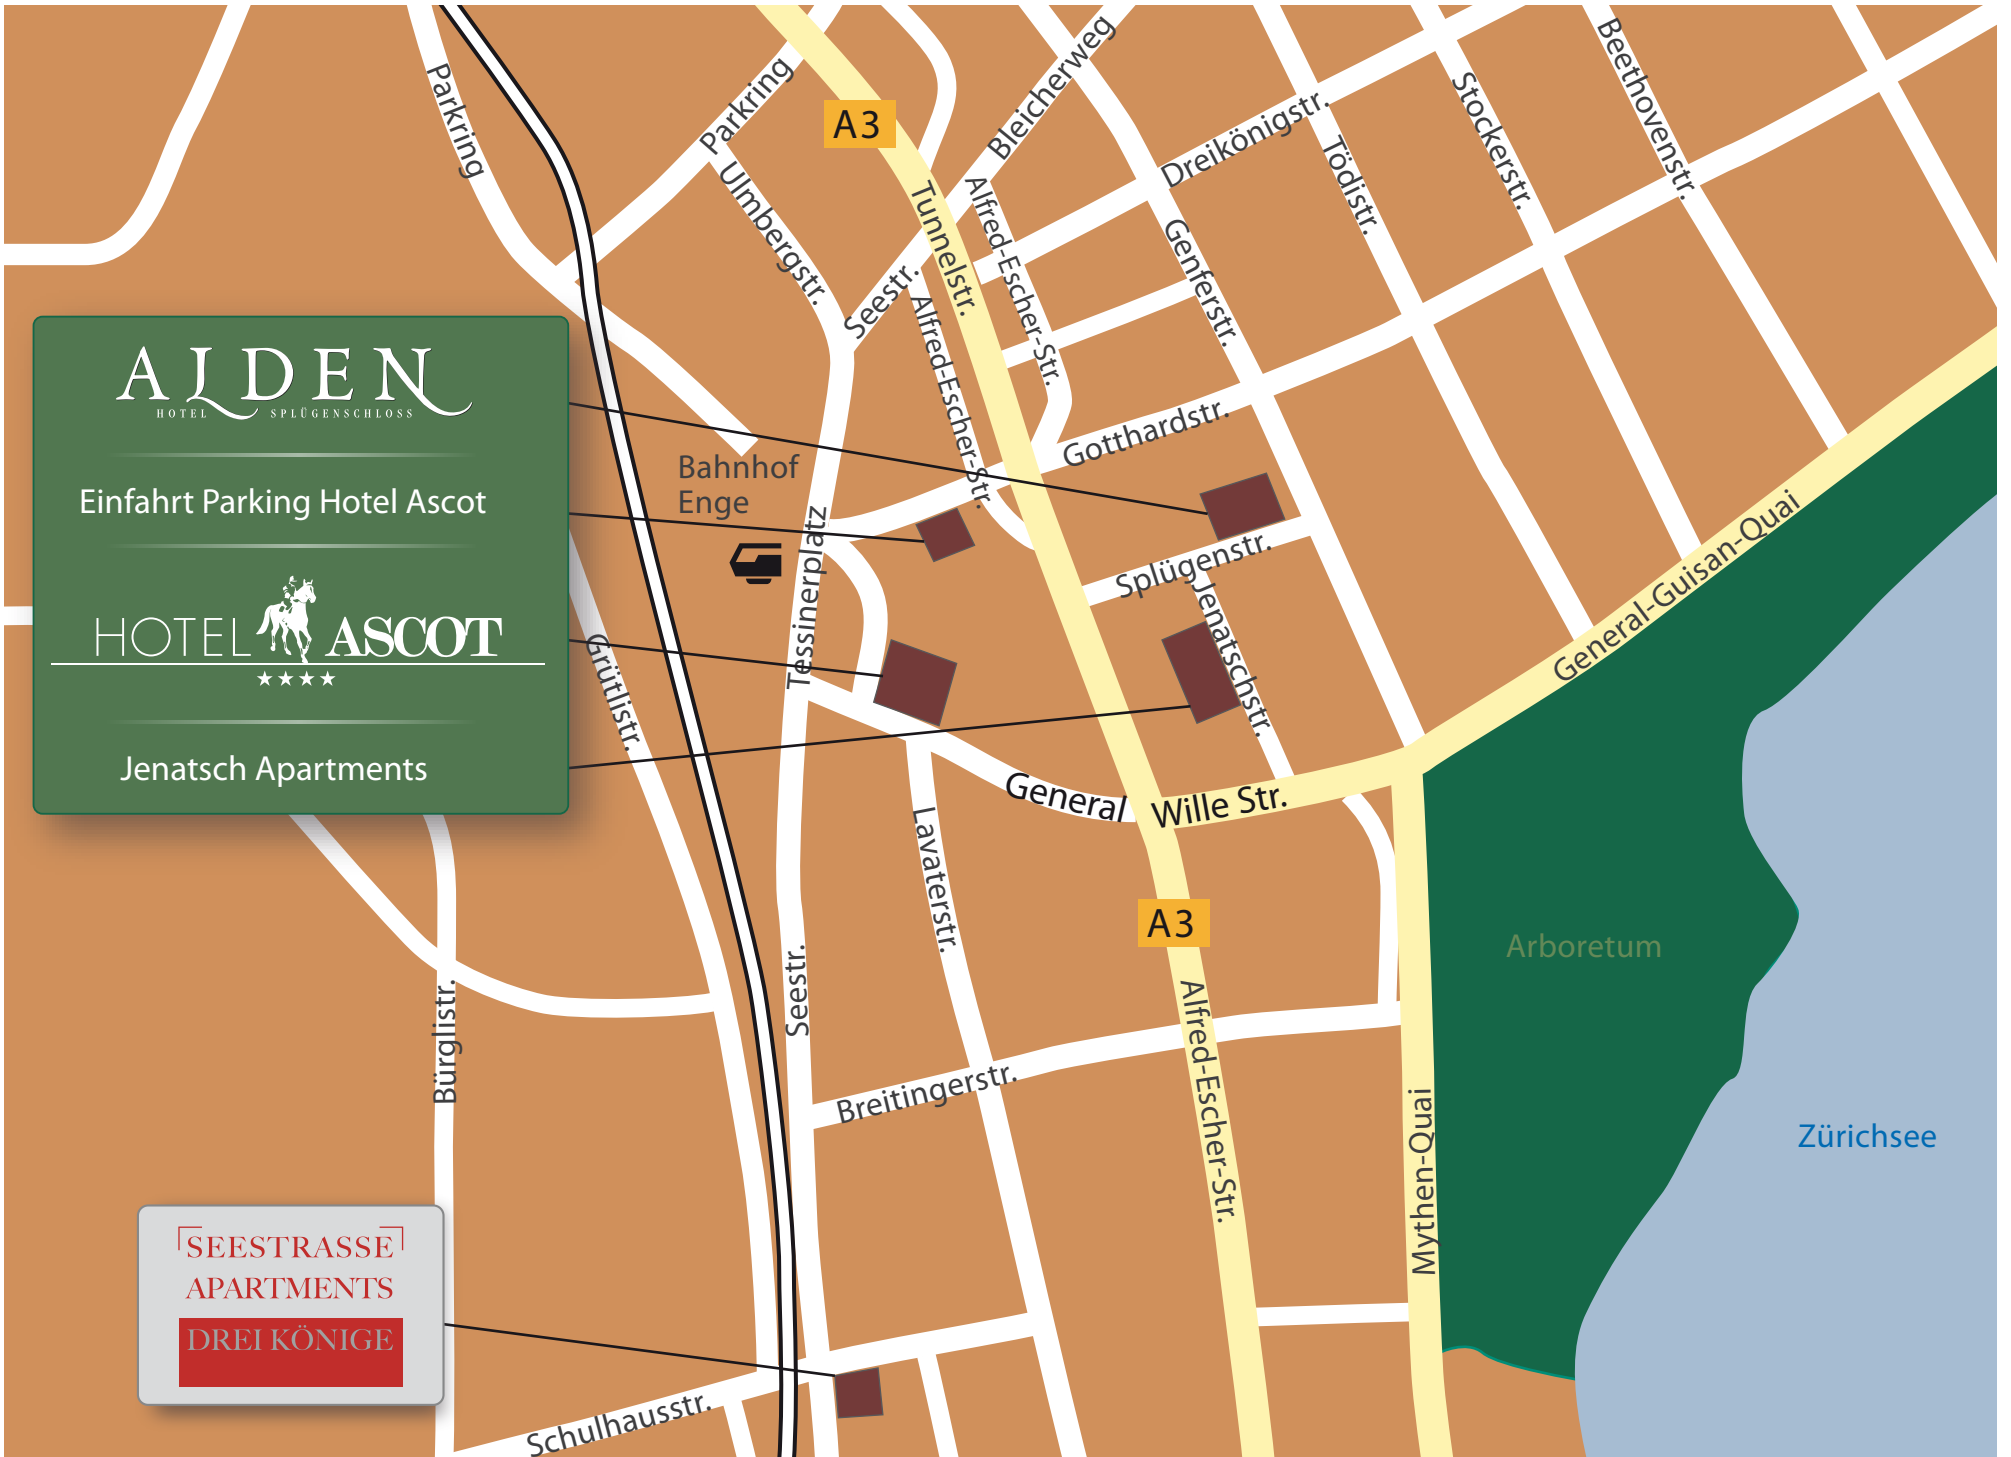 Parkring
Parkring
A3
Bleicherweg
Beethovenstr.
Stockerstr.
Dreikönigstr.
Tödistr.
Ulmbergstr.
Tunnelstr.
Alfred-Escher-Str.
Genferstr.
Seestr.
Alfred-Escher-Str.
ALDEN
HOTEL SPLÜGENSCHLOSS
Einfahrt Parking Hotel Ascot
HOTEL ASCOT
Jenatsch Apartments
Gotthardstr.
Bahnhof
Enge
Tessinerplatz
Splügenstr.
Jenatschstr.
General-Guisan-Quai
Grütlistr.
General
Wille Str.
Lavaterstr.
A3
Arboretum
Seestr.
Bürglistr.
Alfred-Escher-Str.
Breitingerstr.
Mythen-Quai
Zürichsee
SEESTRASSE
APARTMENTS
DREI KÖNIGE
Schulhausstr.